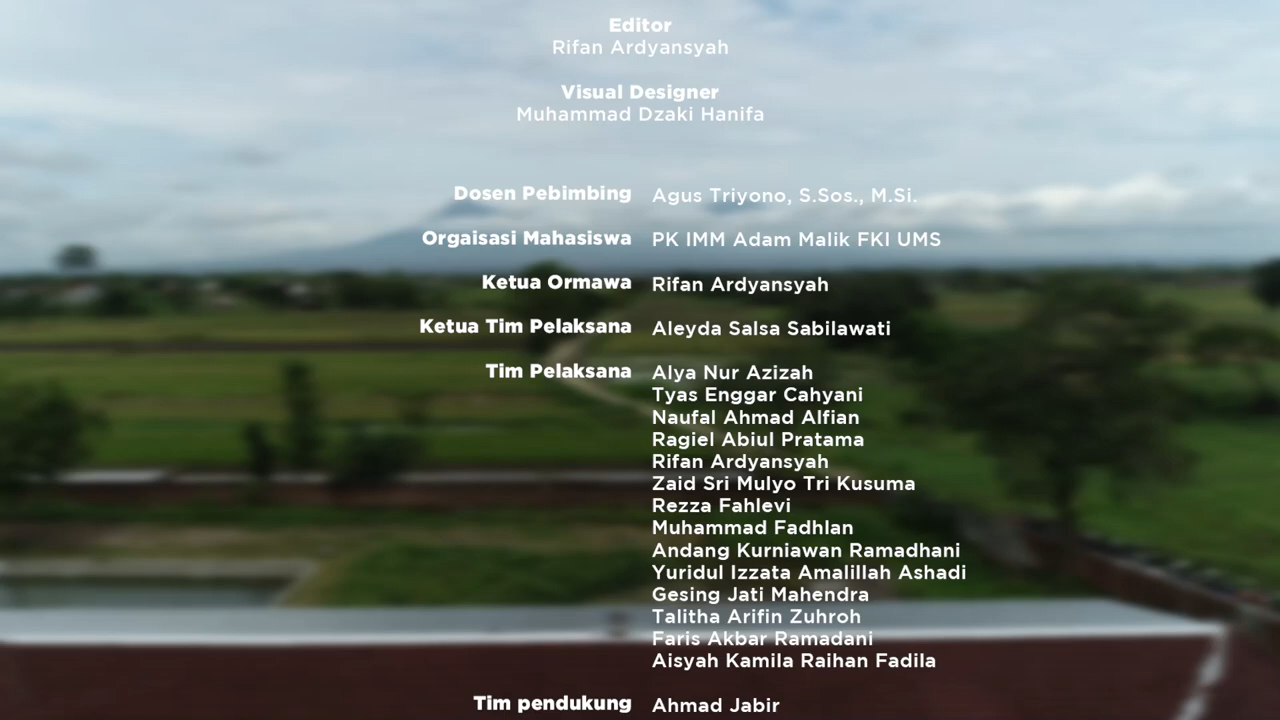 Editor
Rifan Ardyansyah
Visual Designer
Muhammad Dzaki Hanifa
Dosen Pebimbing Agus Triyono, S.Sos., M.Si.
Orgaisasi Mahasiswa PK IMM Adam Malik FKI UMS
Ketua Ormawa Rifan Ardyansyah
Ketua Tim Pelaksana Aleyda Salsa Sabilawati
Tim Pelaksana Alya Nur Azizah
Tyas Enggar Cahyani
Naufal Ahmad Alfian
Ragiel Abiul Pratama
Rifan Ardyansyah
Zaid Sri Mulyo Tri Kusuma
Rezza Fahlevi
Muhammad Fadhlan
Andang Kurniawan Ramadhani
Yuridul Izzata Amalillah Ashadi
Gesing Jati Mahendra
Talitha Arifin Zuhroh
Faris Akbar Ramadani
Aisyah Kamila Raihan Fadila
Tim pendukung Ahmad Jabir